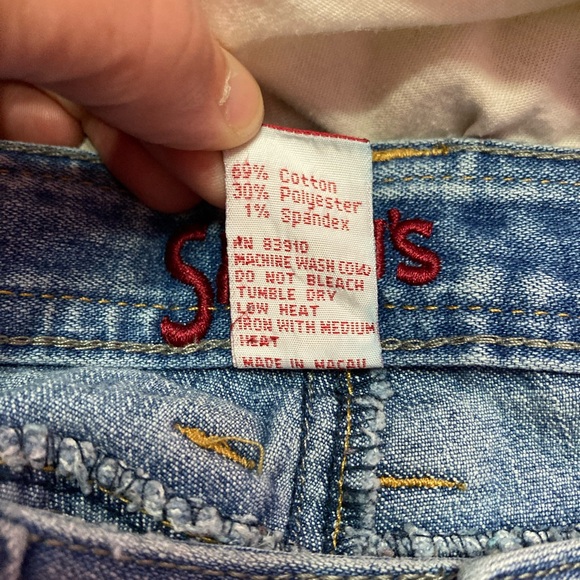 69% Cotton
30% Polyester
1% Spandex
RN 83910
MACHINE WASH COLD
DO NOT BLEACH
TUMBLE DRY
LOW HEAT
IRON WITH MEDIUM
HEAT
MADE IN MACAU